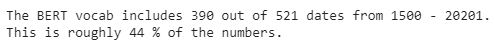 The BERT vocab includes 390 out of 521 dates from 1500 - 20201.
This is roughly 44 % of the numbers.